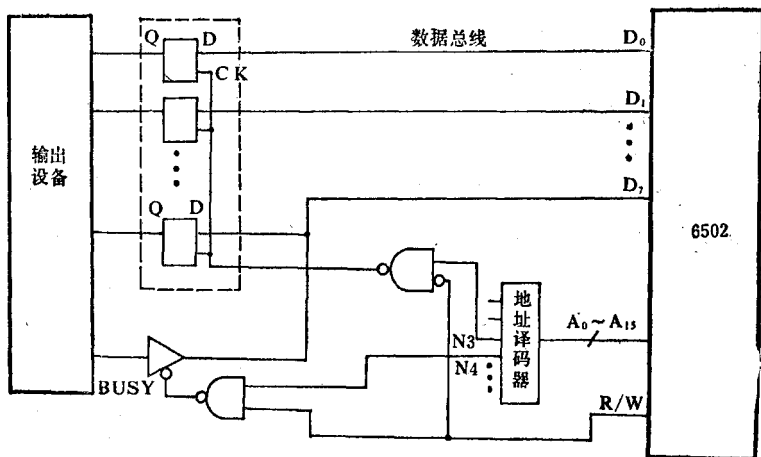 Q D 数据总线 D₀
CK
D₁
输出
设备
Q D D₇
6502
地址译码器
A₀～A₁₅
N3
N4
BUSY
R/W